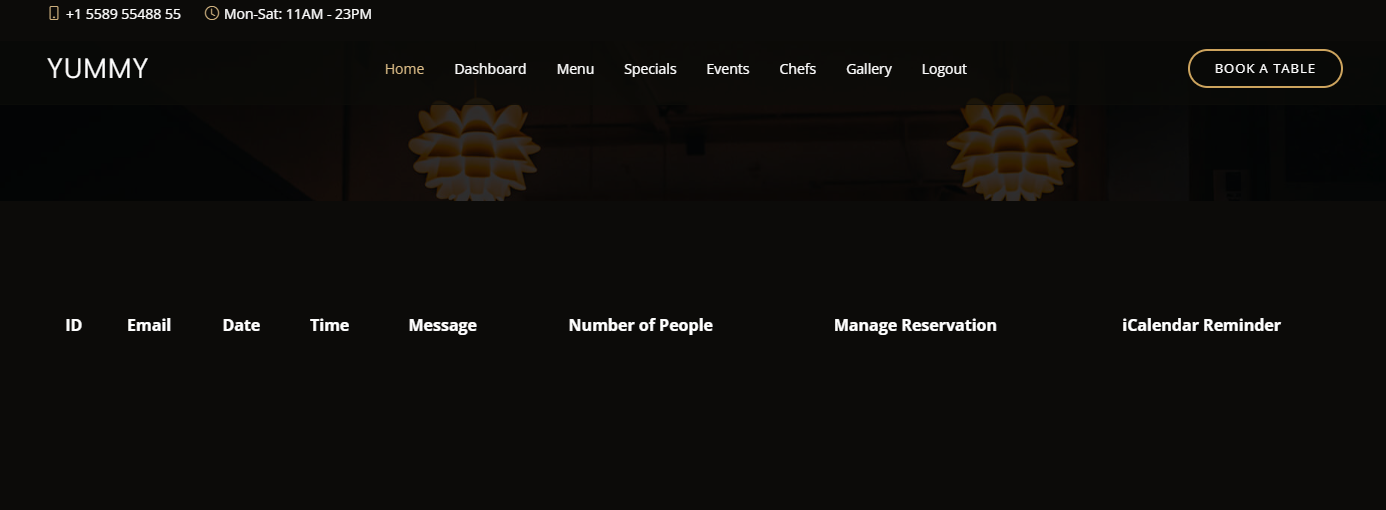 +1 5589 55488 55 Mon-Sat: 11AM - 23PM
YUMMY Home Dashboard Menu Specials Events Chefs Gallery Logout BOOK A TABLE
ID Email Date Time Message Number of People Manage Reservation iCalendar Reminder